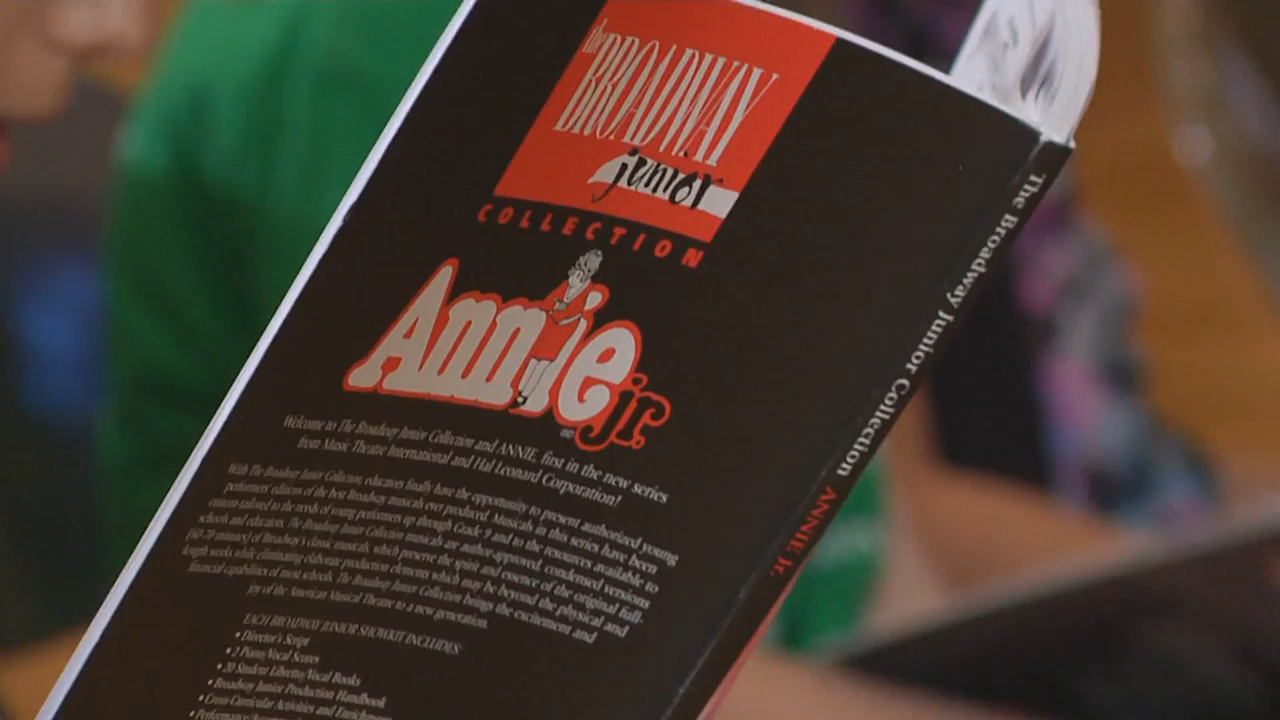 the
BROADWAY
junior
COLLECTION
Annie jr.
Welcome to The Broadway Junior Collection and ANNIE, first in the new series
from Music Theatre International and Hal Leonard Corporation!
With The Broadway Junior Collection, educators finally have the opportunity to present authorized young
performers' editions of the best Broadway musicals ever produced. Musicals in this series have been
custom-tailored to the needs of young performers up through Grade 9 and to the resources available to
schools and educators. The Broadway Junior Collection musicals are author-approved, condensed versions
(60-70 minutes) of Broadway's classic musicals, which preserve the spirit and essence of the original full-
length works while eliminating elaborate production elements which may be beyond the physical and
financial capabilities of most schools. The Broadway Junior Collection brings the excitement and
joy of the American Musical Theatre to a new generation.
EACH BROADWAY JUNIOR SHOWKIT INCLUDES:
• Director's Script
• 2 Piano/Vocal Scores
• 20 Student Libretto/Vocal Books
• Broadway Junior Production Handbook
• Cross-Curricular Activities and
The Broadway Junior Collection ANNIE Jr.